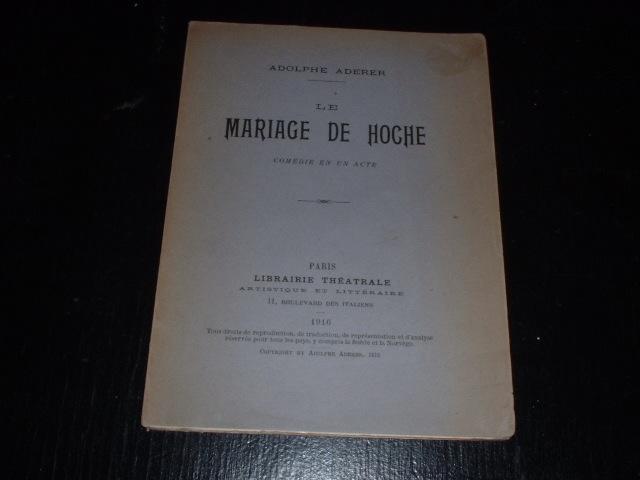 ADOLPHE ADERER
LE
MARIAGE DE HOCHE
COMÉDIE EN UN ACTE
PARIS
LIBRAIRIE THÉATRALE
ARTISTIQUE ET LITTÉRAIRE
11, BOULEVARD DES ITALIENS
1916
Tous droits de reproduction, de traduction, de représentation et d'analyse
réservés pour tous les pays, y compris la Suède et la Norvège.
COPYRIGHT BY ADOLPHE ADERER,